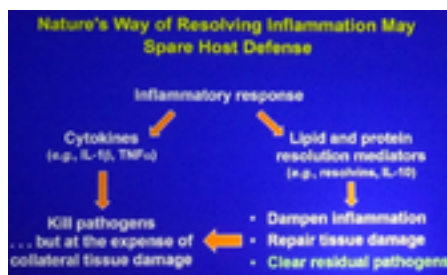 Nature's Way of Resolving Inflammation May
Spare Host Defense
Inflammatory response
Cytokines
(e.g., IL-1β, TNFα)
Lipid and protein
resolution mediators
(e.g., resolvins, IL-10)
Kill pathogens
. . . but at the expense of
collateral tissue damage
• Dampen inflammation
• Repair tissue damage
• Clear residual pathogens